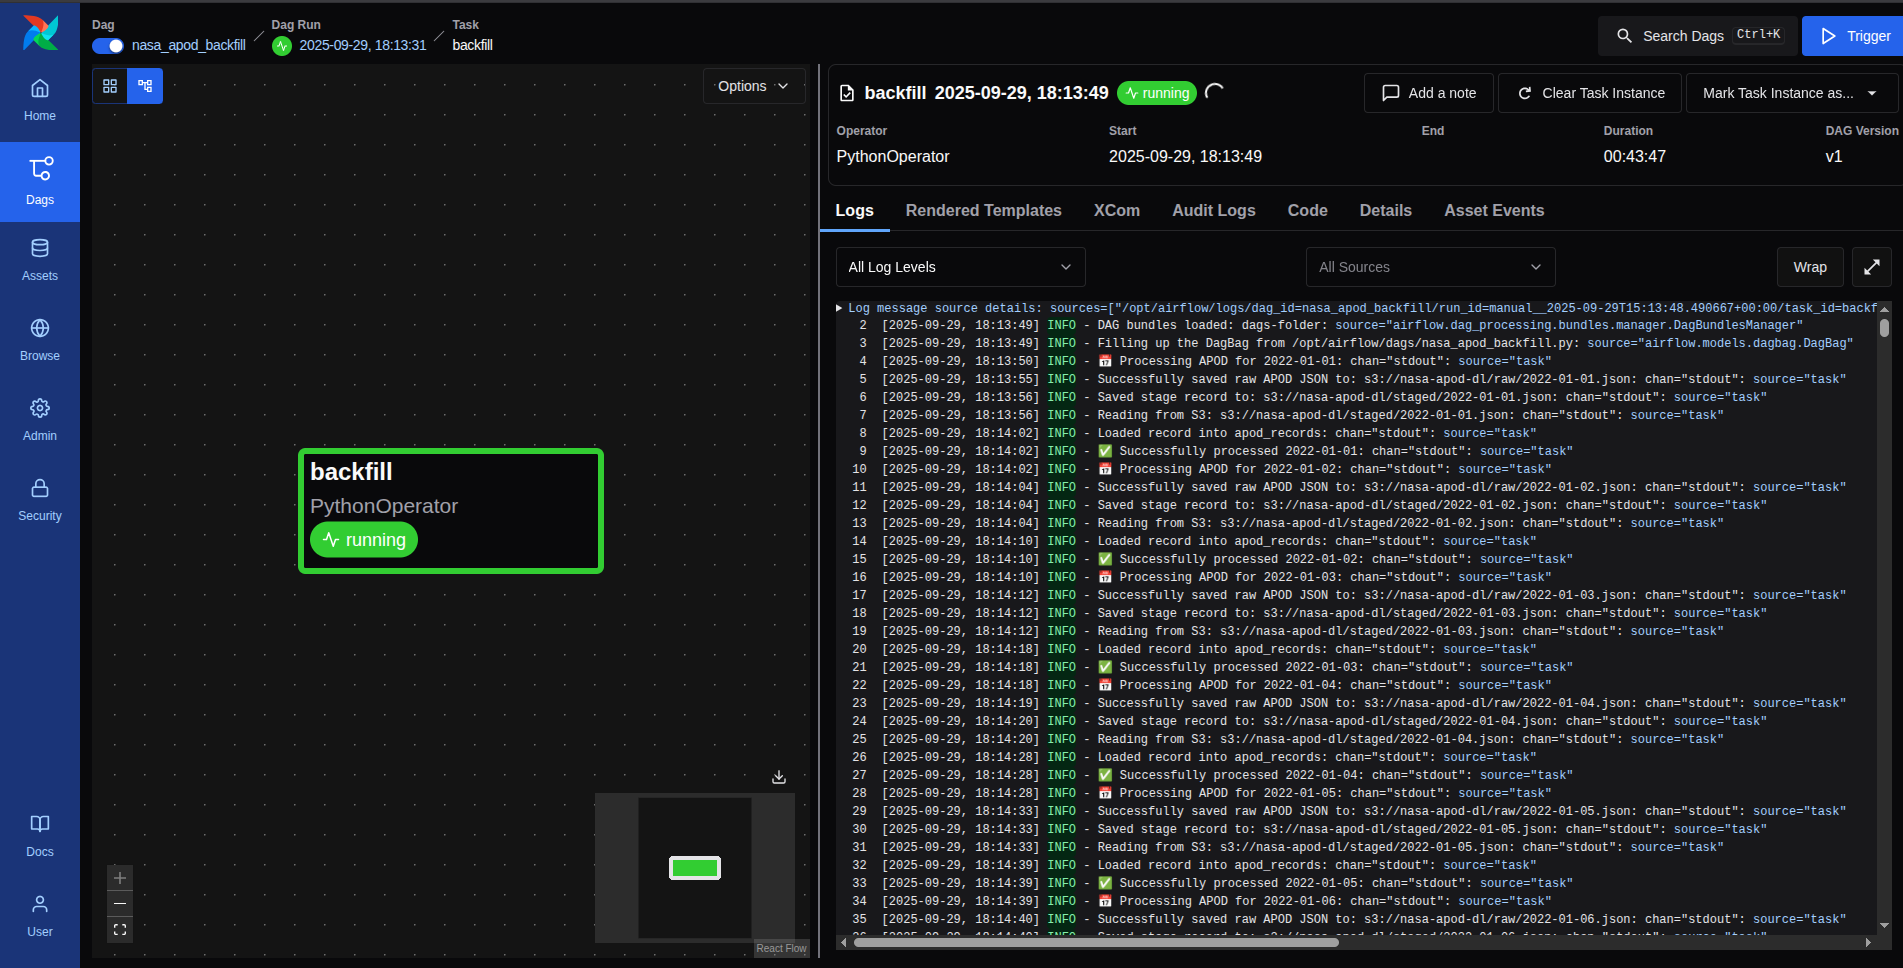 Dag
nasa_apod_backfill
Dag Run
2025-09-29, 18:13:31
Task
backfill
Search Dags Ctrl+K
Trigger
Home
Dags
Assets
Browse
Admin
Security
Docs
User
Options
backfill
PythonOperator
running
React Flow
backfill 2025-09-29, 18:13:49 running
Add a note
Clear Task Instance
Mark Task Instance as...
Operator Start End Duration DAG Version
PythonOperator 2025-09-29, 18:13:49 00:43:47 v1
Logs Rendered Templates XCom Audit Logs Code Details Asset Events
All Log Levels All Sources Wrap
Log message source details: sources=["/opt/airflow/logs/dag_id=nasa_apod_backfill/run_id=manual__2025-09-29T15:13:48.490667+00:00/task_id=backf
2 [2025-09-29, 18:13:49] INFO - DAG bundles loaded: dags-folder: source="airflow.dag_processing.bundles.manager.DagBundlesManager"
3 [2025-09-29, 18:13:49] INFO - Filling up the DagBag from /opt/airflow/dags/nasa_apod_backfill.py: source="airflow.models.dagbag.DagBag"
4 [2025-09-29, 18:13:50] INFO - 📅 Processing APOD for 2022-01-01: chan="stdout": source="task"
5 [2025-09-29, 18:13:55] INFO - Successfully saved raw APOD JSON to: s3://nasa-apod-dl/raw/2022-01-01.json: chan="stdout": source="task"
6 [2025-09-29, 18:13:56] INFO - Saved stage record to: s3://nasa-apod-dl/staged/2022-01-01.json: chan="stdout": source="task"
7 [2025-09-29, 18:13:56] INFO - Reading from S3: s3://nasa-apod-dl/staged/2022-01-01.json: chan="stdout": source="task"
8 [2025-09-29, 18:14:02] INFO - Loaded record into apod_records: chan="stdout": source="task"
9 [2025-09-29, 18:14:02] INFO - ✅ Successfully processed 2022-01-01: chan="stdout": source="task"
10 [2025-09-29, 18:14:02] INFO - 📅 Processing APOD for 2022-01-02: chan="stdout": source="task"
11 [2025-09-29, 18:14:04] INFO - Successfully saved raw APOD JSON to: s3://nasa-apod-dl/raw/2022-01-02.json: chan="stdout": source="task"
12 [2025-09-29, 18:14:04] INFO - Saved stage record to: s3://nasa-apod-dl/staged/2022-01-02.json: chan="stdout": source="task"
13 [2025-09-29, 18:14:04] INFO - Reading from S3: s3://nasa-apod-dl/staged/2022-01-02.json: chan="stdout": source="task"
14 [2025-09-29, 18:14:10] INFO - Loaded record into apod_records: chan="stdout": source="task"
15 [2025-09-29, 18:14:10] INFO - ✅ Successfully processed 2022-01-02: chan="stdout": source="task"
16 [2025-09-29, 18:14:10] INFO - 📅 Processing APOD for 2022-01-03: chan="stdout": source="task"
17 [2025-09-29, 18:14:12] INFO - Successfully saved raw APOD JSON to: s3://nasa-apod-dl/raw/2022-01-03.json: chan="stdout": source="task"
18 [2025-09-29, 18:14:12] INFO - Saved stage record to: s3://nasa-apod-dl/staged/2022-01-03.json: chan="stdout": source="task"
19 [2025-09-29, 18:14:12] INFO - Reading from S3: s3://nasa-apod-dl/staged/2022-01-03.json: chan="stdout": source="task"
20 [2025-09-29, 18:14:18] INFO - Loaded record into apod_records: chan="stdout": source="task"
21 [2025-09-29, 18:14:18] INFO - ✅ Successfully processed 2022-01-03: chan="stdout": source="task"
22 [2025-09-29, 18:14:18] INFO - 📅 Processing APOD for 2022-01-04: chan="stdout": source="task"
23 [2025-09-29, 18:14:19] INFO - Successfully saved raw APOD JSON to: s3://nasa-apod-dl/raw/2022-01-04.json: chan="stdout": source="task"
24 [2025-09-29, 18:14:20] INFO - Saved stage record to: s3://nasa-apod-dl/staged/2022-01-04.json: chan="stdout": source="task"
25 [2025-09-29, 18:14:20] INFO - Reading from S3: s3://nasa-apod-dl/staged/2022-01-04.json: chan="stdout": source="task"
26 [2025-09-29, 18:14:28] INFO - Loaded record into apod_records: chan="stdout": source="task"
27 [2025-09-29, 18:14:28] INFO - ✅ Successfully processed 2022-01-04: chan="stdout": source="task"
28 [2025-09-29, 18:14:28] INFO - 📅 Processing APOD for 2022-01-05: chan="stdout": source="task"
29 [2025-09-29, 18:14:33] INFO - Successfully saved raw APOD JSON to: s3://nasa-apod-dl/raw/2022-01-05.json: chan="stdout": source="task"
30 [2025-09-29, 18:14:33] INFO - Saved stage record to: s3://nasa-apod-dl/staged/2022-01-05.json: chan="stdout": source="task"
31 [2025-09-29, 18:14:33] INFO - Reading from S3: s3://nasa-apod-dl/staged/2022-01-05.json: chan="stdout": source="task"
32 [2025-09-29, 18:14:39] INFO - Loaded record into apod_records: chan="stdout": source="task"
33 [2025-09-29, 18:14:39] INFO - ✅ Successfully processed 2022-01-05: chan="stdout": source="task"
34 [2025-09-29, 18:14:39] INFO - 📅 Processing APOD for 2022-01-06: chan="stdout": source="task"
35 [2025-09-29, 18:14:40] INFO - Successfully saved raw APOD JSON to: s3://nasa-apod-dl/raw/2022-01-06.json: chan="stdout": source="task"